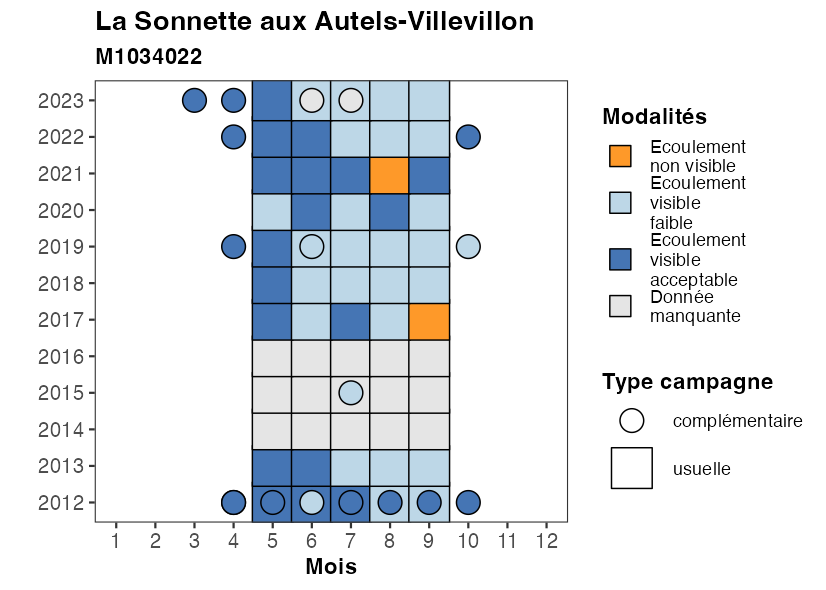 La Sonnette aux Autels-Villevillon
M1034022
2023
2022
2021
2020
2019
2018
2017
2016
2015
2014
2013
2012
1 2 3 4 5 6 7 8 9 10 11 12
Mois
Modalités
Ecoulement
non visible
Ecoulement
visible
faible
Ecoulement
visible
acceptable
Donnée
manquante
Type campagne
complémentaire
usuelle